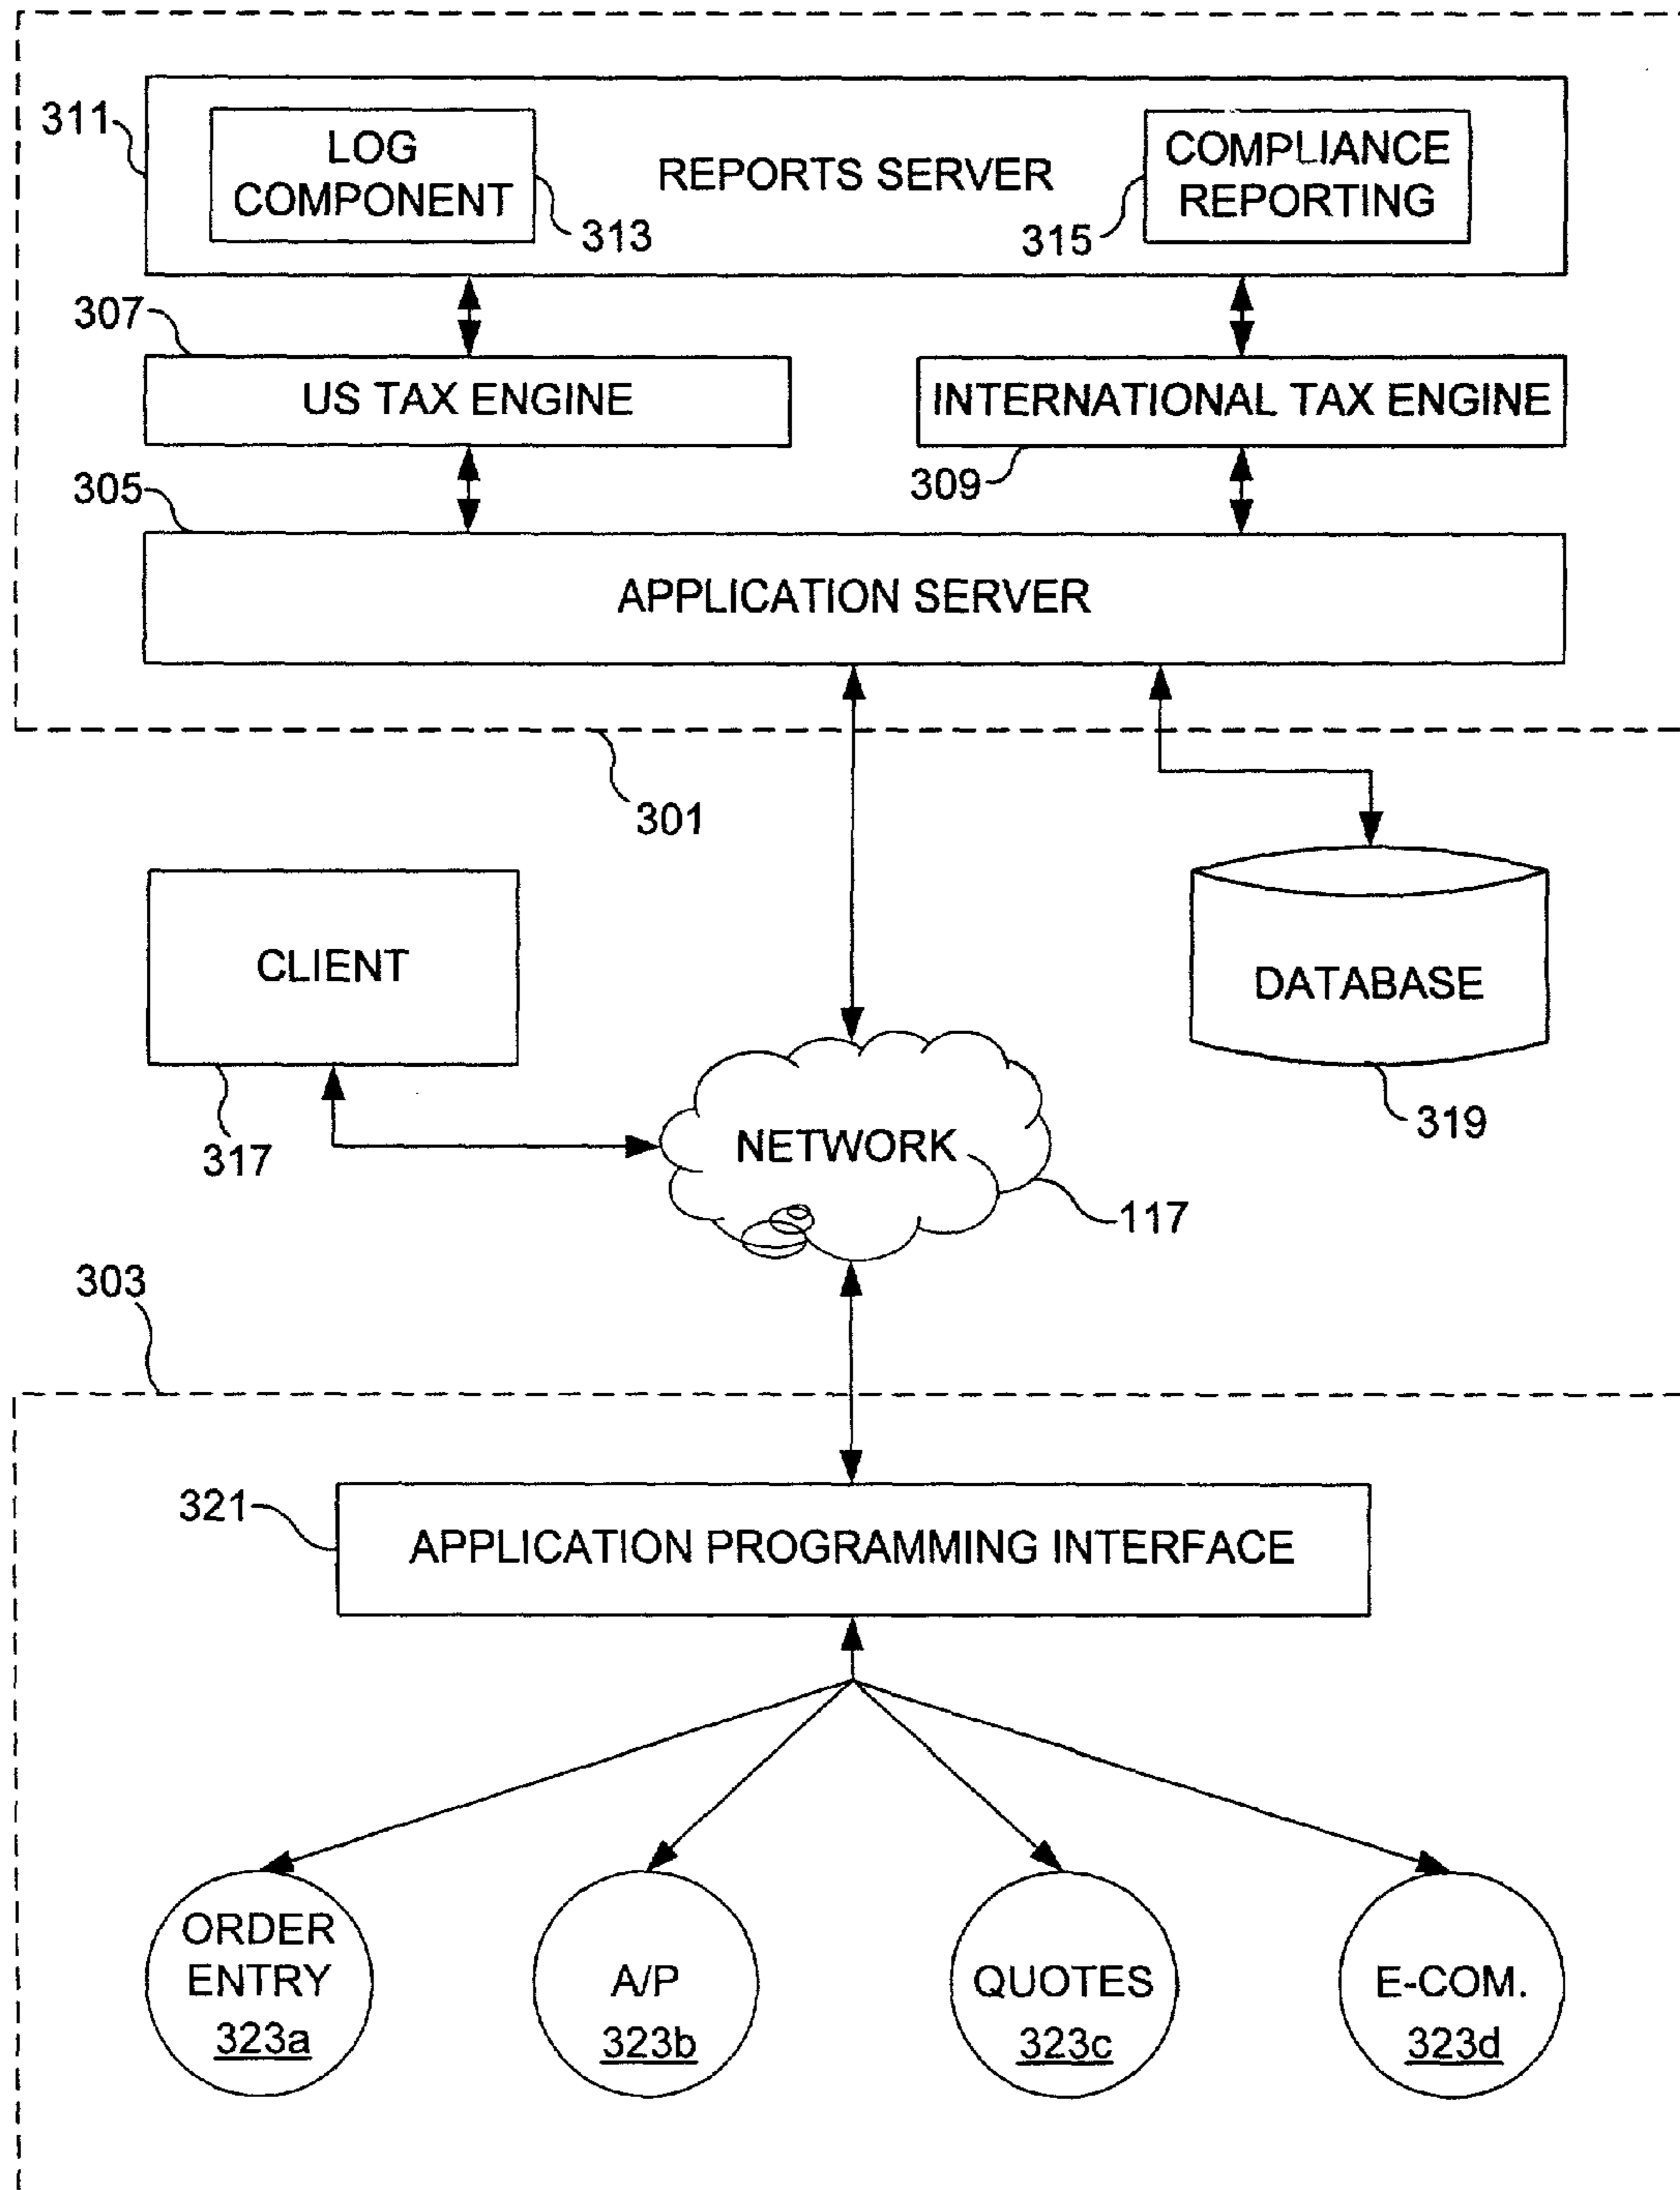 311
LOG
COMPONENT
313
REPORTS SERVER
COMPLIANCE
REPORTING
315
307
US TAX ENGINE
INTERNATIONAL TAX ENGINE
309
305
APPLICATION SERVER
301
CLIENT
317
DATABASE
319
NETWORK
117
303
321
APPLICATION PROGRAMMING INTERFACE
ORDER
ENTRY
323a
A/P
323b
QUOTES
323c
E-COM.
323d